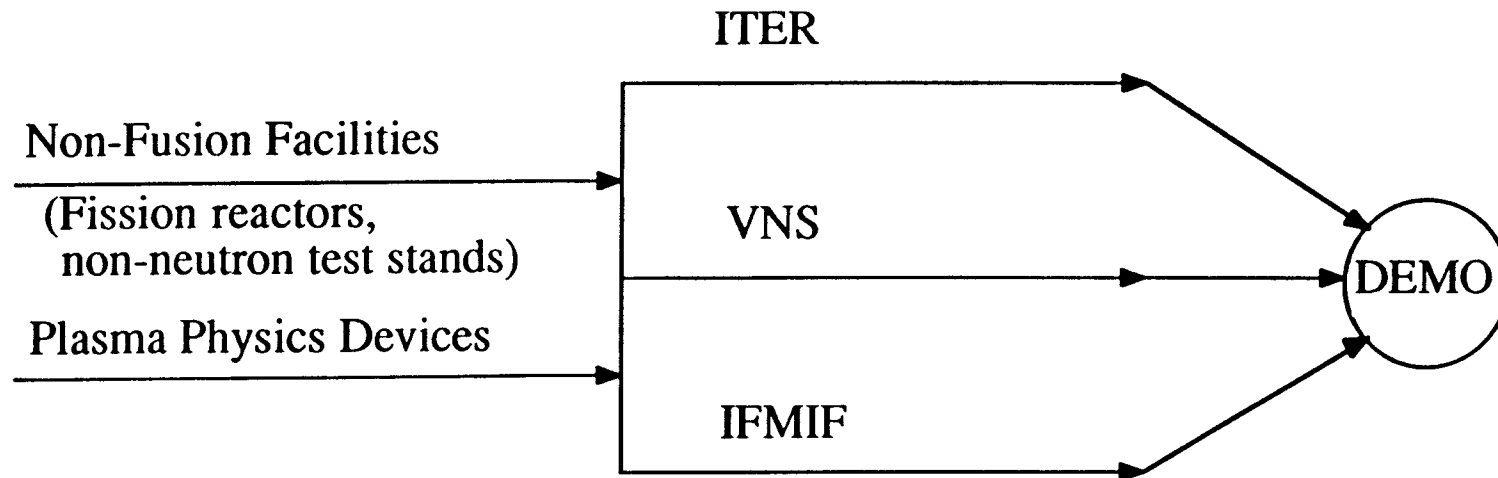 ITER
Non-Fusion Facilities
(Fission reactors,
non-neutron test stands)
VNS
DEMO
Plasma Physics Devices
IFMIF